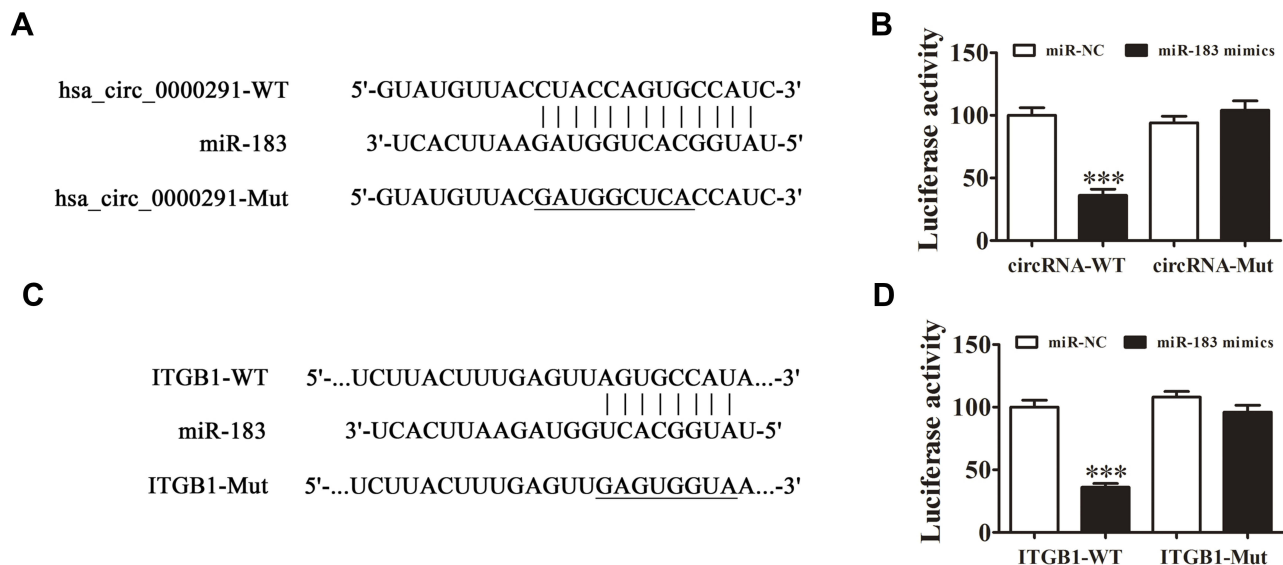 A
hsa_circ_0000291-WT 5'-GUAUGUUACCUACCAGUGCCAUC-3'
miR-183 3'-UCACUUAAGAUGGUCACGGUAU-5'
hsa_circ_0000291-Mut 5'-GUAUGUUACGAUGGCUCACCAUC-3'
B
Luciferase activity
miR-NC miR-183 mimics
150
100
50
0
***
circRNA-WT circRNA-Mut
C
ITGB1-WT 5'-...UCUUACUUUGAGUUAGUGCCAUA...-3'
miR-183 3'-UCACUUAAGAUGGUCACGGUAU-5'
ITGB1-Mut 5'-...UCUUACUUUGAGUUGAGUGGUAA...-3'
D
Luciferase activity
miR-NC miR-183 mimics
150
100
50
0
***
ITGB1-WT ITGB1-Mut